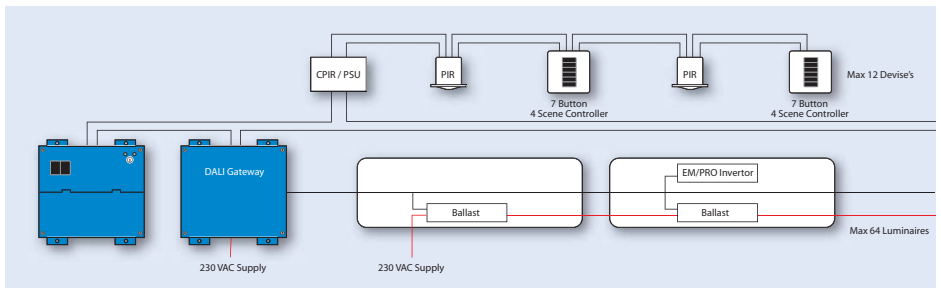 CPIR / PSU
PIR
7 Button
4 Scene Controller
PIR
7 Button
4 Scene Controller
Max 12 Devise's
DALI Gateway
230 VAC Supply
Ballast
230 VAC Supply
EM/PRO Invertor
Ballast
Max 64 Luminaires